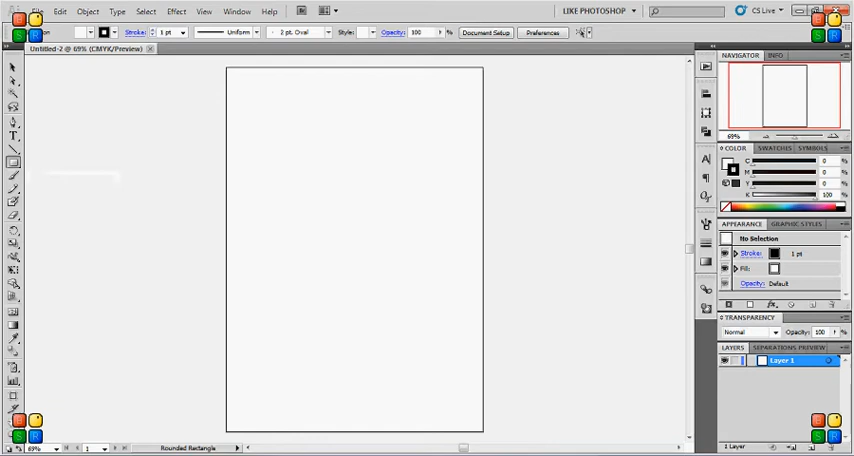 File Edit Object Type Select Effect View Window Help LIKE PHOTOSHOP CS Live
Stroke: 1 pt Uniform 2 pt. Oval Style: Opacity: 100 % Document Setup Preferences
Untitled-2 @ 69% (CMYK/Preview)
NAVIGATOR INFO
69%
COLOR SWATCHES SYMBOLS
C 0 %
M 0 %
Y 0 %
K 100 %
APPEARANCE GRAPHIC STYLES
No Selection
Stroke: 1 pt
Fill:
Opacity: Default
TRANSPARENCY
Normal Opacity: 100 %
LAYERS SEPARATIONS PREVIEW
Layer 1
1 Layer
69% 1 Rounded Rectangle
B
S R
B
S R
B
S R
B
S R